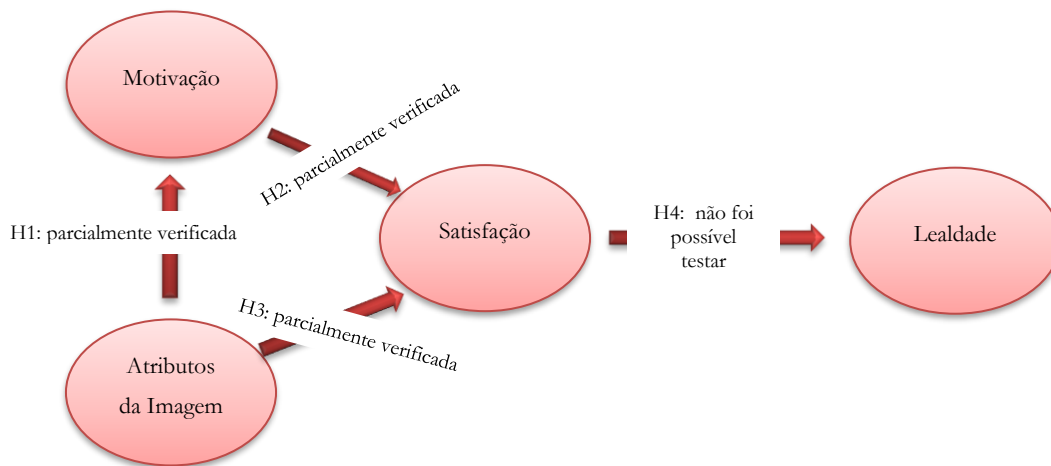 Motivação
H2: parcialmente verificada
H1: parcialmente verificada
Satisfação
H4: não foi
possível
testar
Lealdade
H3: parcialmente verificada
Atributos
da Imagem